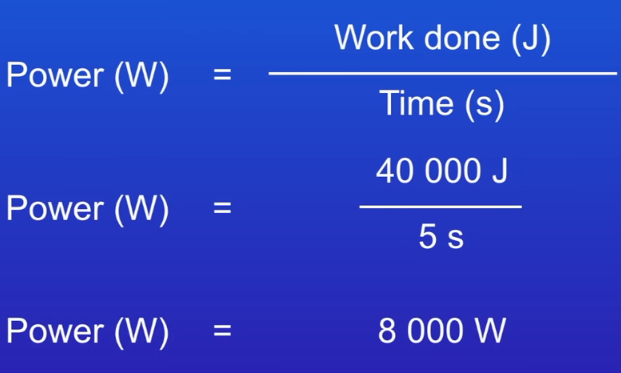 Power (W) = Work done (J)
Time (s)
Power (W) = 40 000 J
5 s
Power (W) = 8 000 W